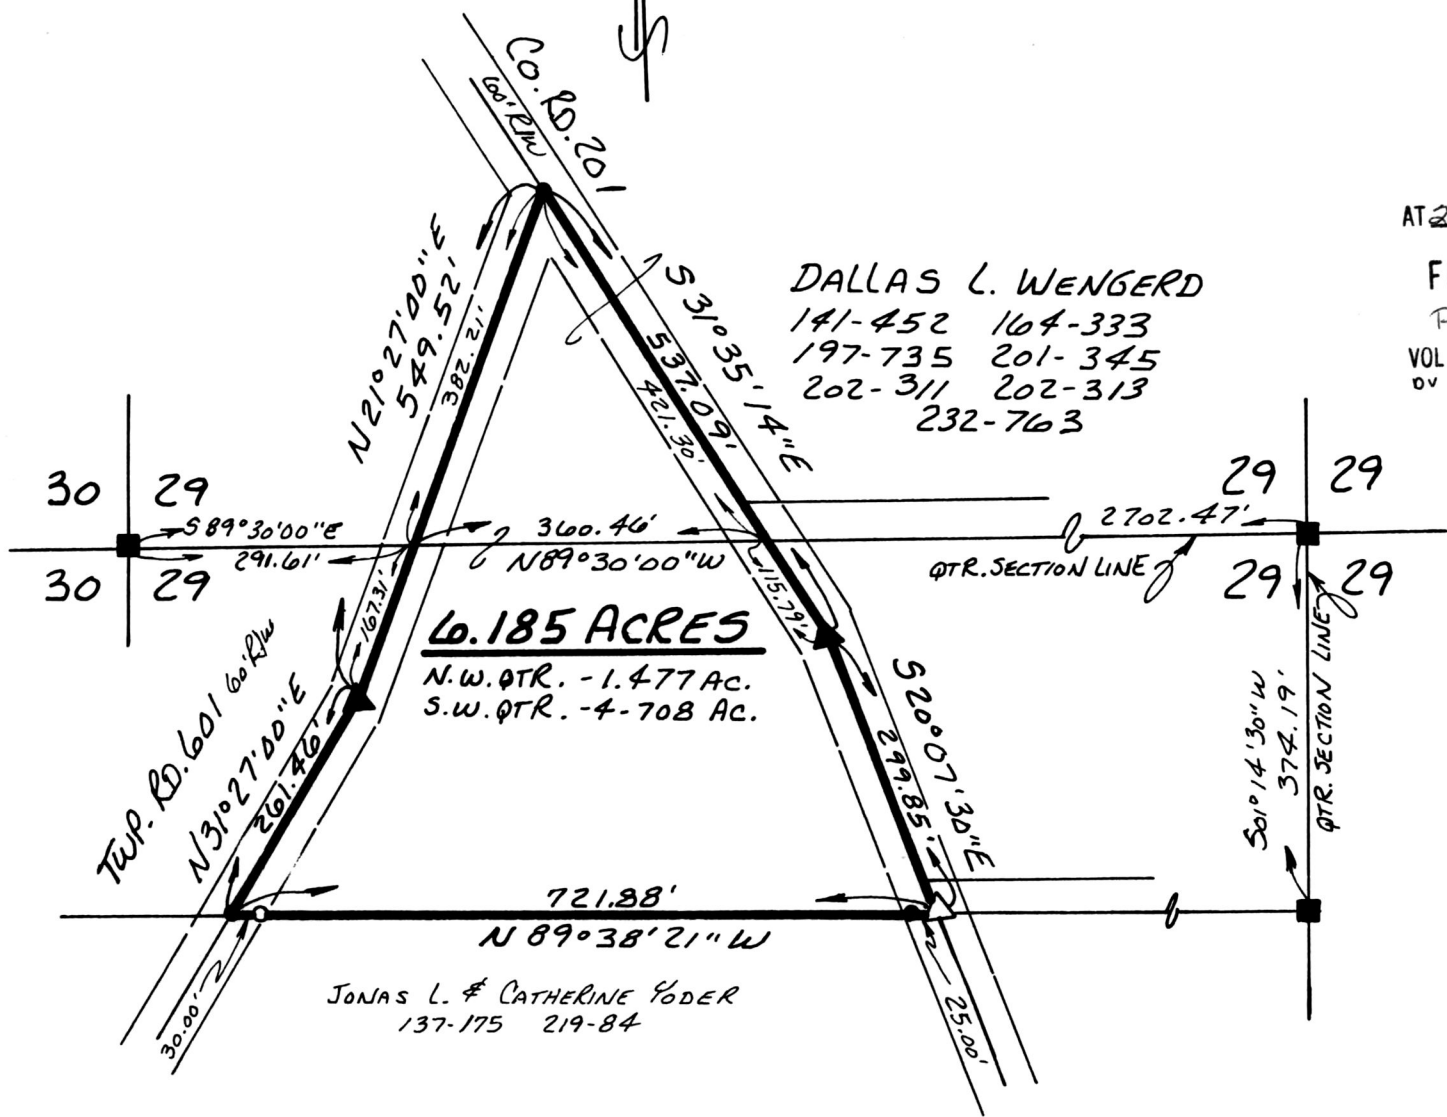 CO. RD. 201
60' R/W
AT
F
VOL
DALLAS L. WENGERD
141-452 164-333
197-735 201-345
202-311 202-313
232-763
N21°27'00"E
549.52'
382.21'
S31°35'14"E
537.09'
421.30'
30 29
30 29
S89°30'00"E
291.61'
360.46'
N89°30'00"W
2702.47'
QTR. SECTION LINE
29 29
29 29
167.31'
115.79'
6.185 ACRES
N.W. QTR. -1.477 AC.
S.W. QTR. -4-708 AC.
TWP. RD. 601 60' R/W
N31°27'00"E
261.46'
S20°07'30"E
299.85'
S01°14'30"W
374.19'
QTR. SECTION LINE
721.88'
N89°38'21"W
JONAS L. & CATHERINE YODER
137-175 219-84
30.00'
25.00'